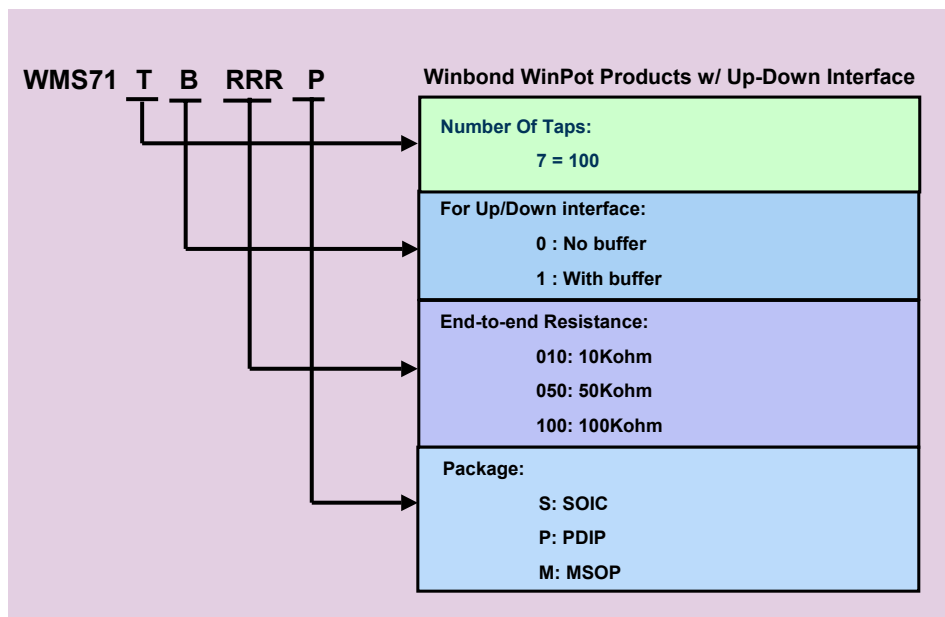 WMS71 T B RRR P
Winbond WinPot Products w/ Up-Down Interface
Number Of Taps:
7 = 100
For Up/Down interface:
0 : No buffer
1 : With buffer
End-to-end Resistance:
010: 10Kohm
050: 50Kohm
100: 100Kohm
Package:
S: SOIC
P: PDIP
M: MSOP